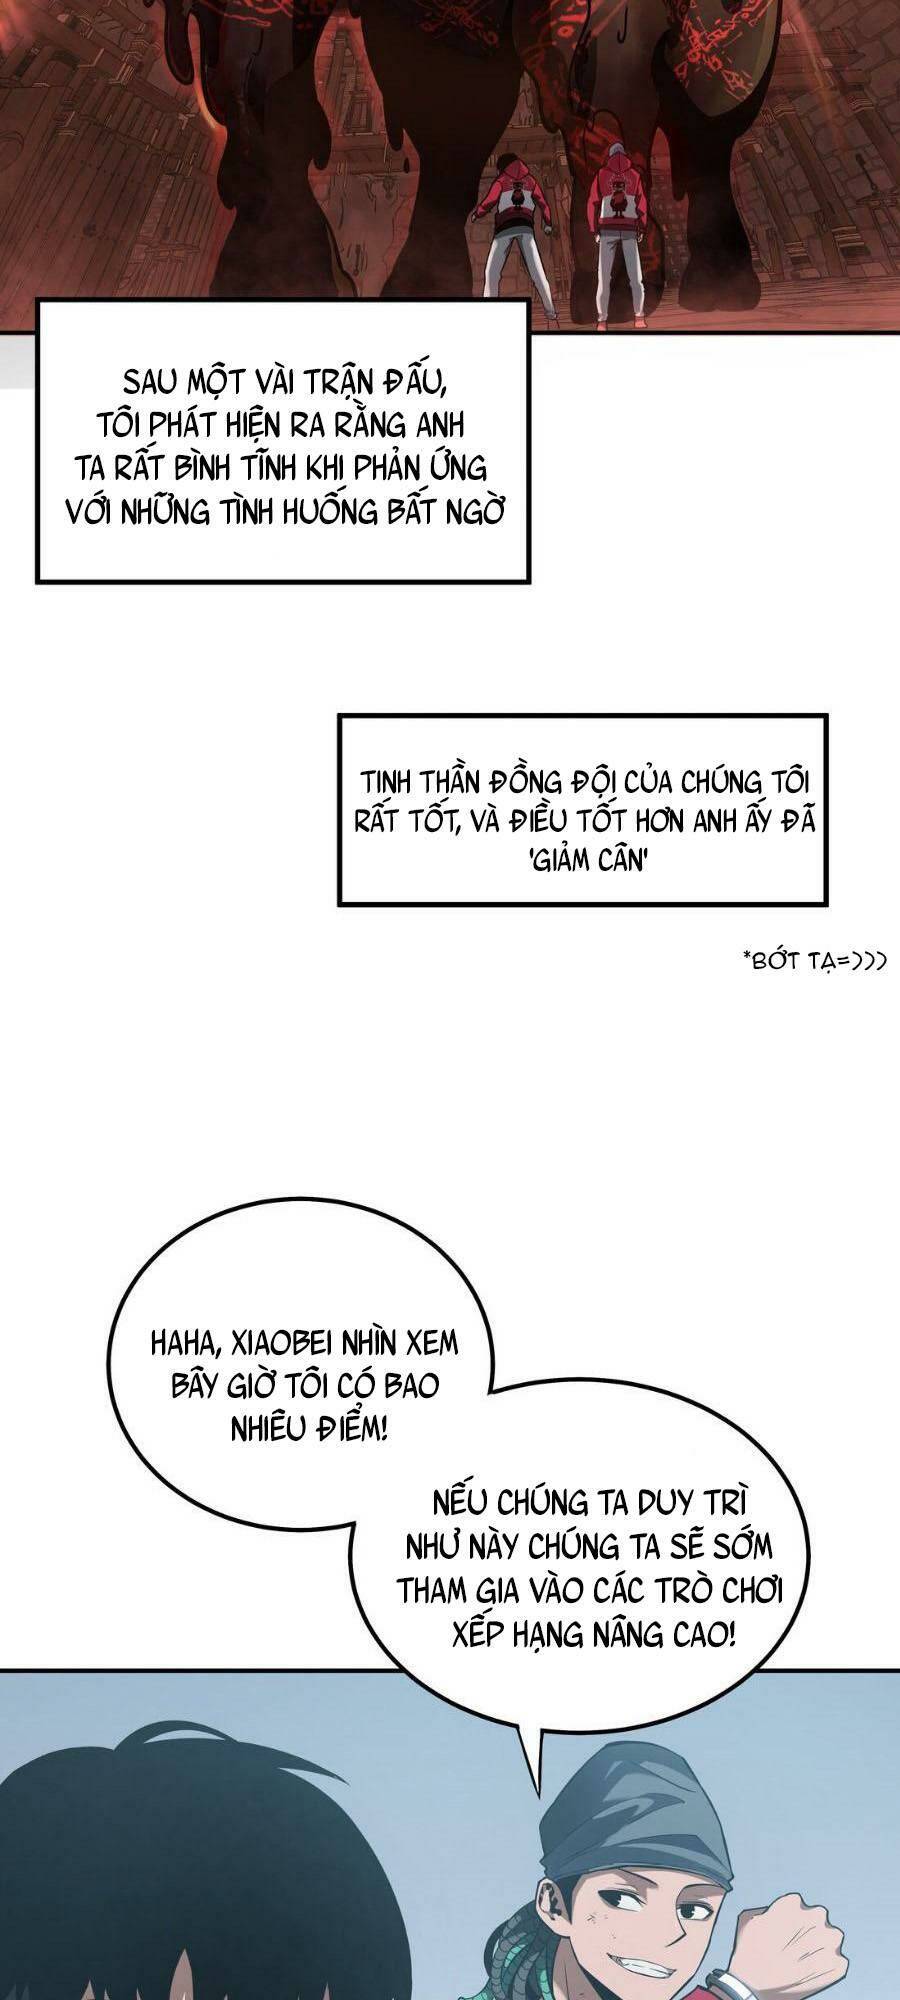 SAU MỘT VÀI TRẬN ĐẤU,
TÔI PHÁT HIỆN RA RẰNG ANH
TA RẤT BÌNH TĨNH KHI PHẢN ỨNG
VỚI NHỮNG TÌNH HUỐNG BẤT NGỜ
TINH THẦN ĐỒNG ĐỘI CỦA CHÚNG TÔI
RẤT TỐT, VÀ ĐIỀU TỐT HƠN ANH ẤY ĐÃ
'GIẢM CÂN'
*BỚT TẠ=)))
HAHA, XIAOBEI NHÌN XEM
BÂY GIỜ TÔI CÓ BAO
NHIÊU ĐIỂM!
NẾU CHÚNG TA DUY TRÌ
NHƯ NÀY CHÚNG TA SẼ SỚM
THAM GIA VÀO CÁC TRÒ CHƠI
XẾP HẠNG NÂNG CAO!